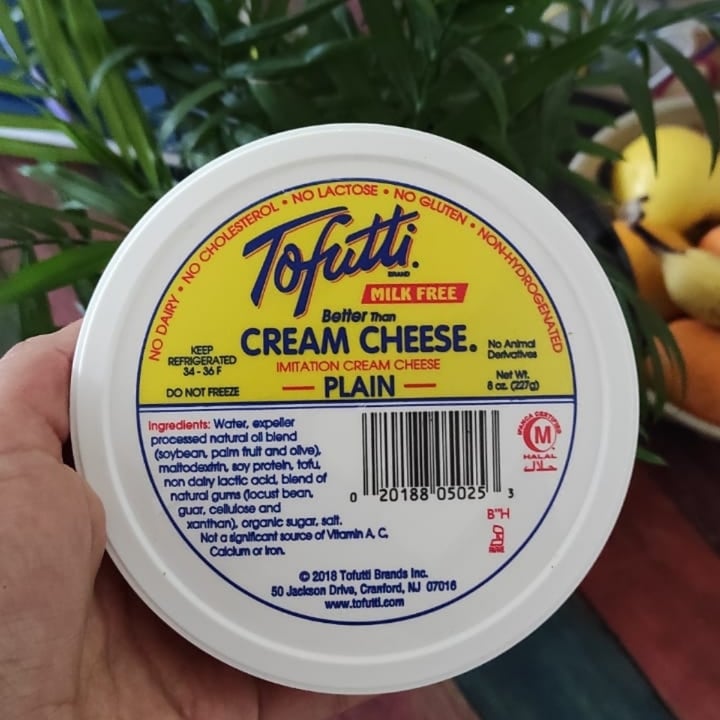 NO DAIRY • NO CHOLESTEROL • NO LACTOSE • NO GLUTEN • NON-HYDROGENATED
Tofutti.
BRAND
MILK FREE
Better Than
CREAM CHEESE.
IMITATION CREAM CHEESE
PLAIN
KEEP
REFRIGERATED
34 - 36 F
DO NOT FREEZE
No Animal
Derivatives
Net Wt.
8 oz. (227g)
Ingredients: Water, expeller
processed natural oil blend
(soybean, palm fruit and olive),
maltodextrin, soy protein, tofu,
non dairy lactic acid, blend of
natural gums (locust bean,
guar, cellulose and
xanthan), organic sugar, salt.
Not a significant source of Vitamin A, C,
Calcium or Iron.
0 20188 05025 3
M
HALAL
حلال
B"H
© 2018 Tofutti Brands Inc.
50 Jackson Drive, Cranford, NJ 07016
www.tofutti.com